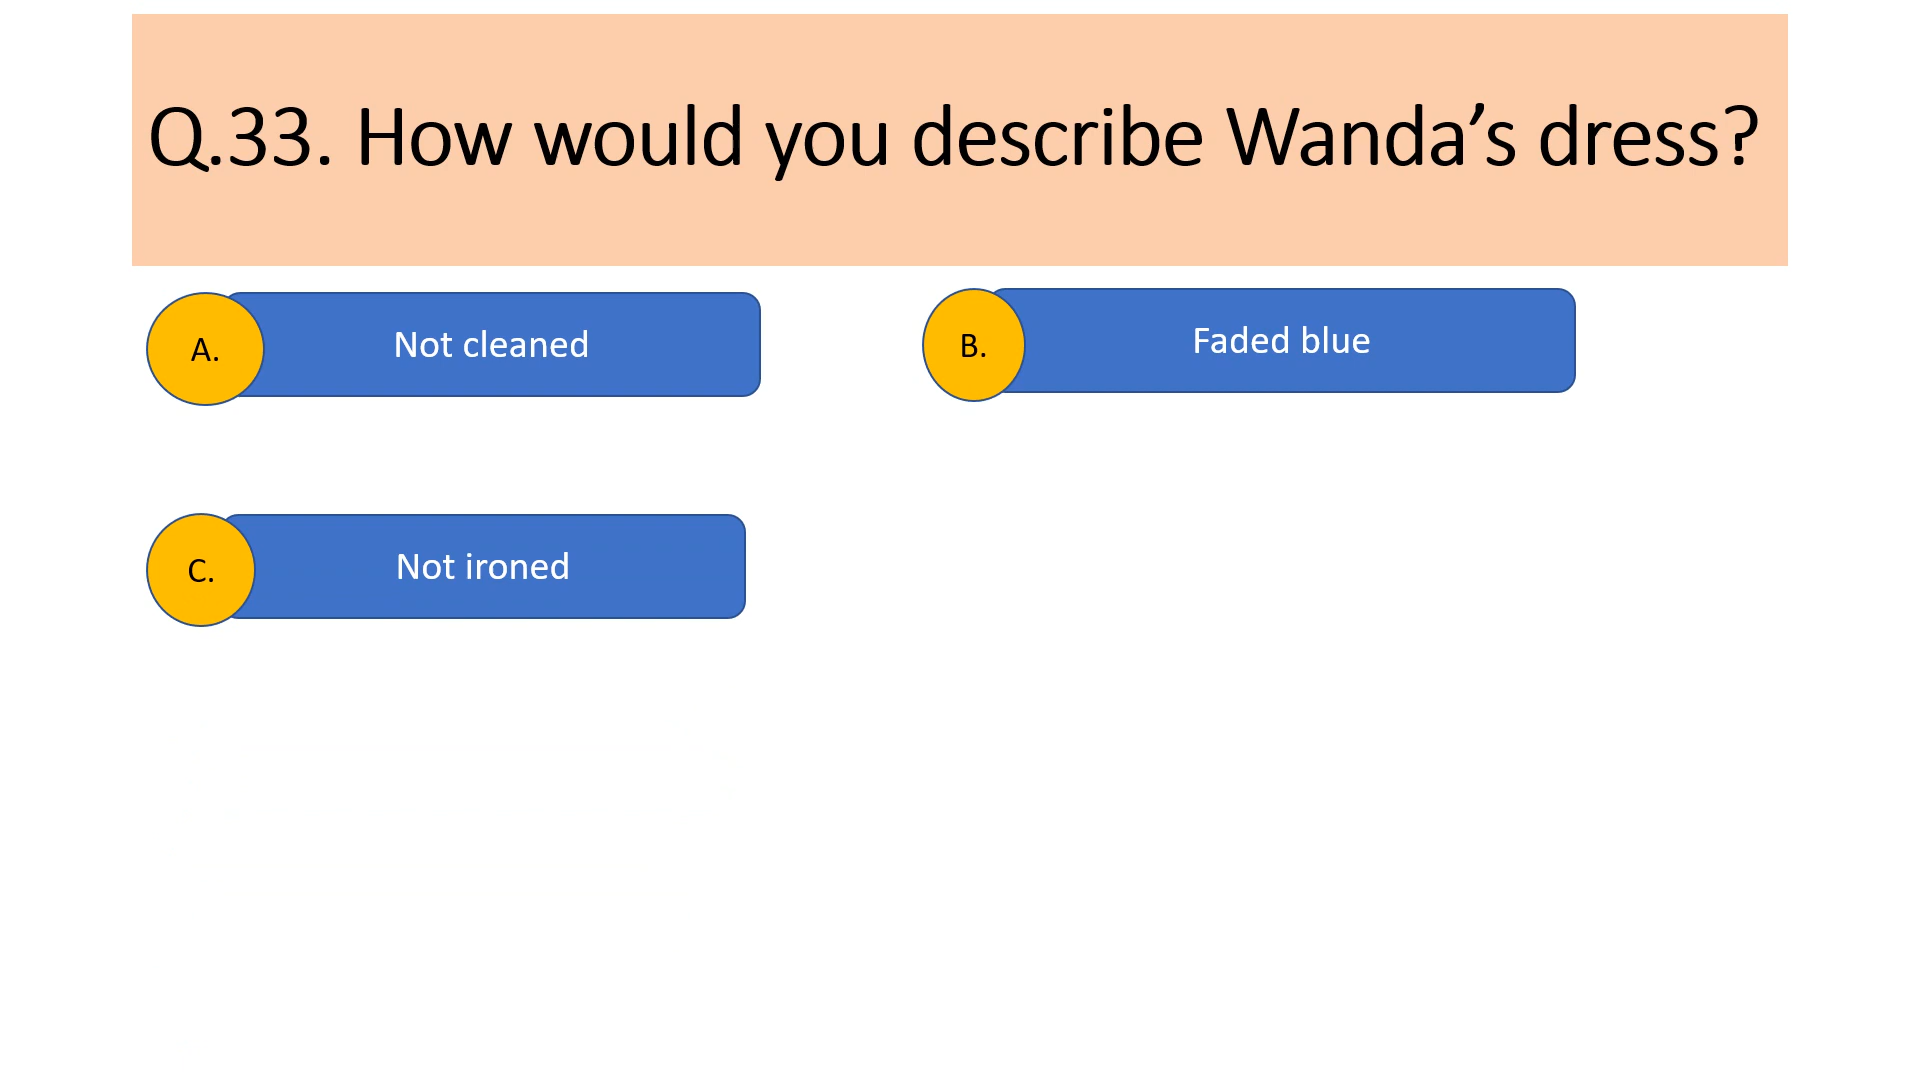 Q.33. How would you describe Wanda’s dress?
A. Not cleaned
B. Faded blue
C. Not ironed